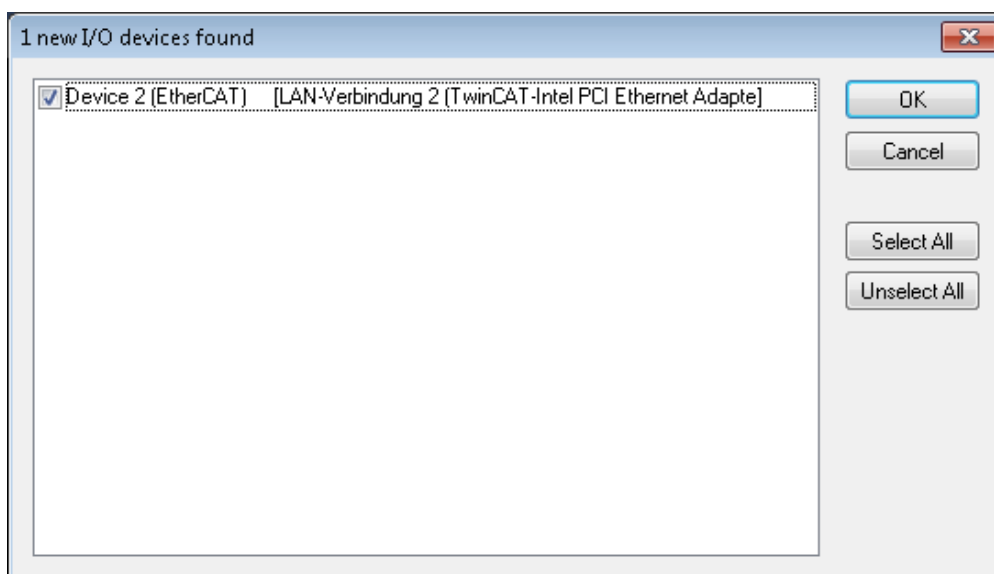 1 new I/O devices found
Device 2 (EtherCAT) [LAN-Verbindung 2 (TwinCAT-Intel PCI Ethernet Adapte]
OK
Cancel
Select All
Unselect All